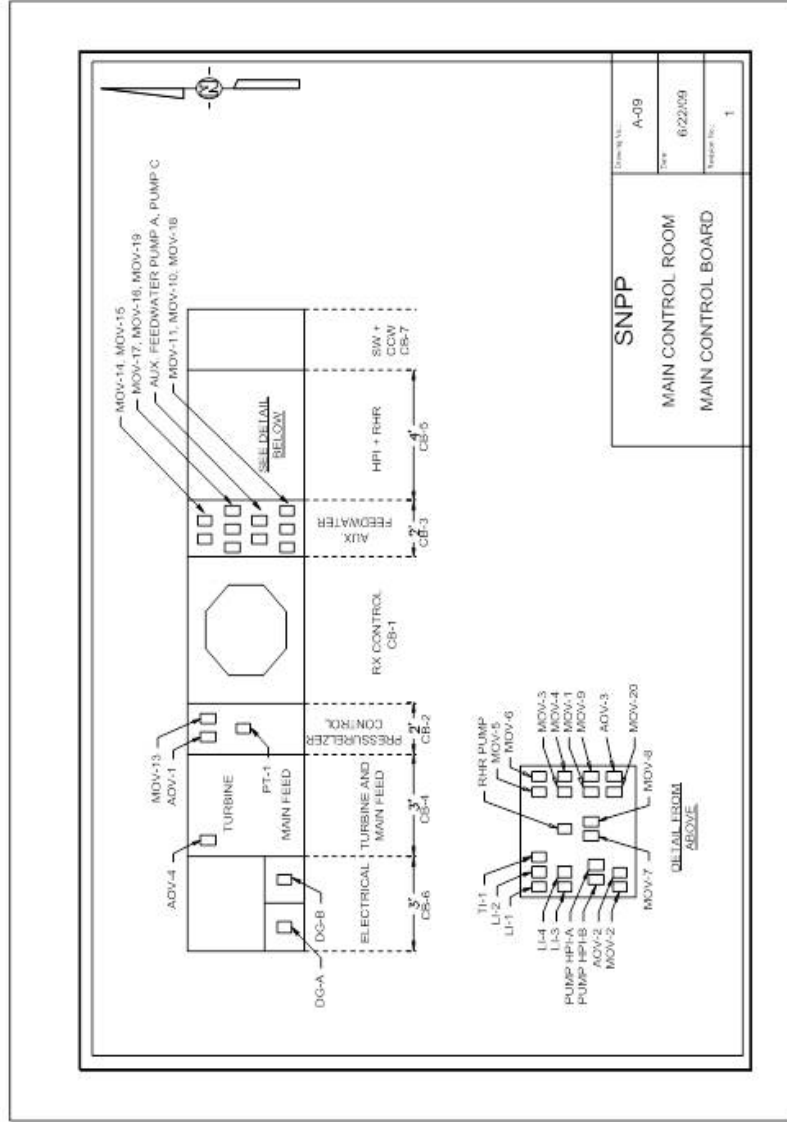 MOV-14, MOV-15
MOV-17, MOV-16, MOV-19
AUX. FEEDWATER PUMP A, PUMP C
MOV-11, MOV-10, MOV-18
MOV-13
AOV-1
AOV-4
TURBINE
PT-1
MAIN FEED
SEE DETAIL
BELOW
DG-A
DG-B
ELECTRICAL
3'
CB-6
TURBINE AND
MAIN FEED
3'
CB-4
PRESSURELZER
CONTROL
2'
CB-2
RX CONTROL
CB-1
AUX.
FEEDWATER
2'
CB-3
HPI + RHR
4'
CB-5
SW +
CCW
CB-7
N
TI-1
LI-2
LI-1
LI-4
LI-3
PUMP HPI-A
PUMP HPI-B
AOV-2
MOV-2
RHR PUMP
MOV-5
MOV-6
MOV-3
MOV-4
MOV-1
MOV-9
AOV-3
MOV-20
MOV-7
MOV-8
DETAIL FROM
ABOVE
SNPP
MAIN CONTROL ROOM
MAIN CONTROL BOARD
Drawing No.:
A-09
Date
6/22/09
Revision No.:
1